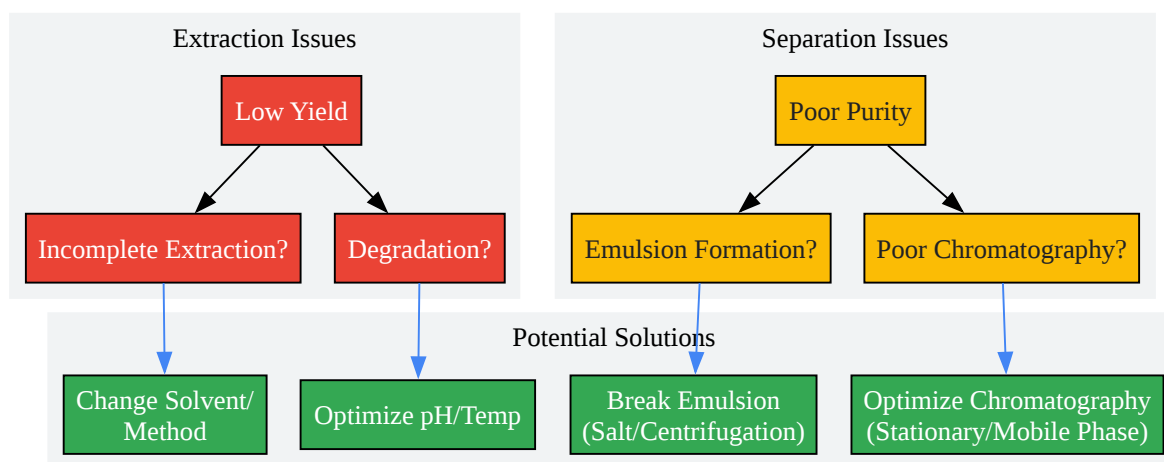 Extraction Issues
Separation Issues
Low Yield
Poor Purity
Incomplete Extraction?
Degradation?
Emulsion Formation?
Poor Chromatography?
Potential Solutions
Change Solvent/
Method
Optimize pH/Temp
Break Emulsion
(Salt/Centrifugation)
Optimize Chromatography
(Stationary/Mobile Phase)